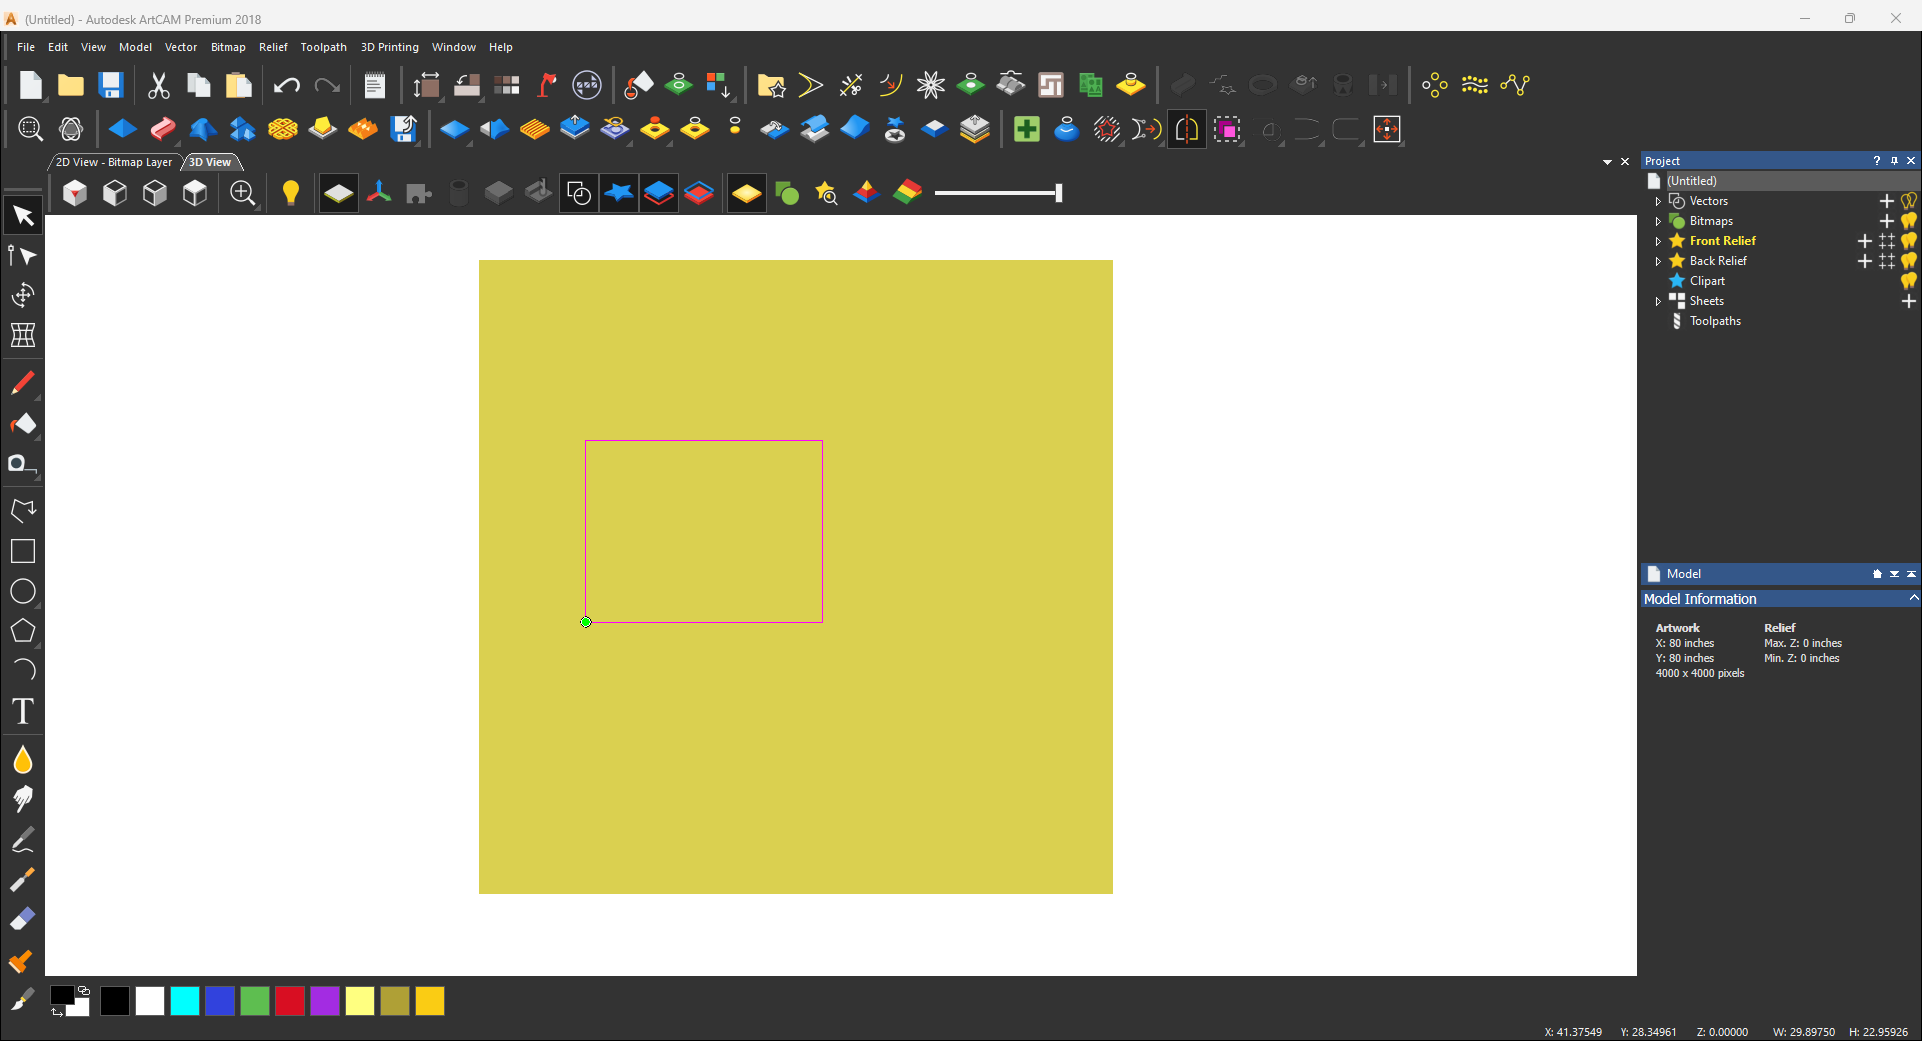 (Untitled) - Autodesk ArtCAM Premium 2018
File Edit View Model Vector Bitmap Relief Toolpath 3D Printing Window Help
2D View - Bitmap Layer 3D View
Project
(Untitled)
Vectors
Bitmaps
Front Relief
Back Relief
Clipart
Sheets
Toolpaths
Model
Model Information
Artwork Relief
X: 80 inches Max. Z: 0 inches
Y: 80 inches Min. Z: 0 inches
4000 x 4000 pixels
X: 41.37549 Y: 28.34961 Z: 0.00000 W: 29.89750 H: 22.95926